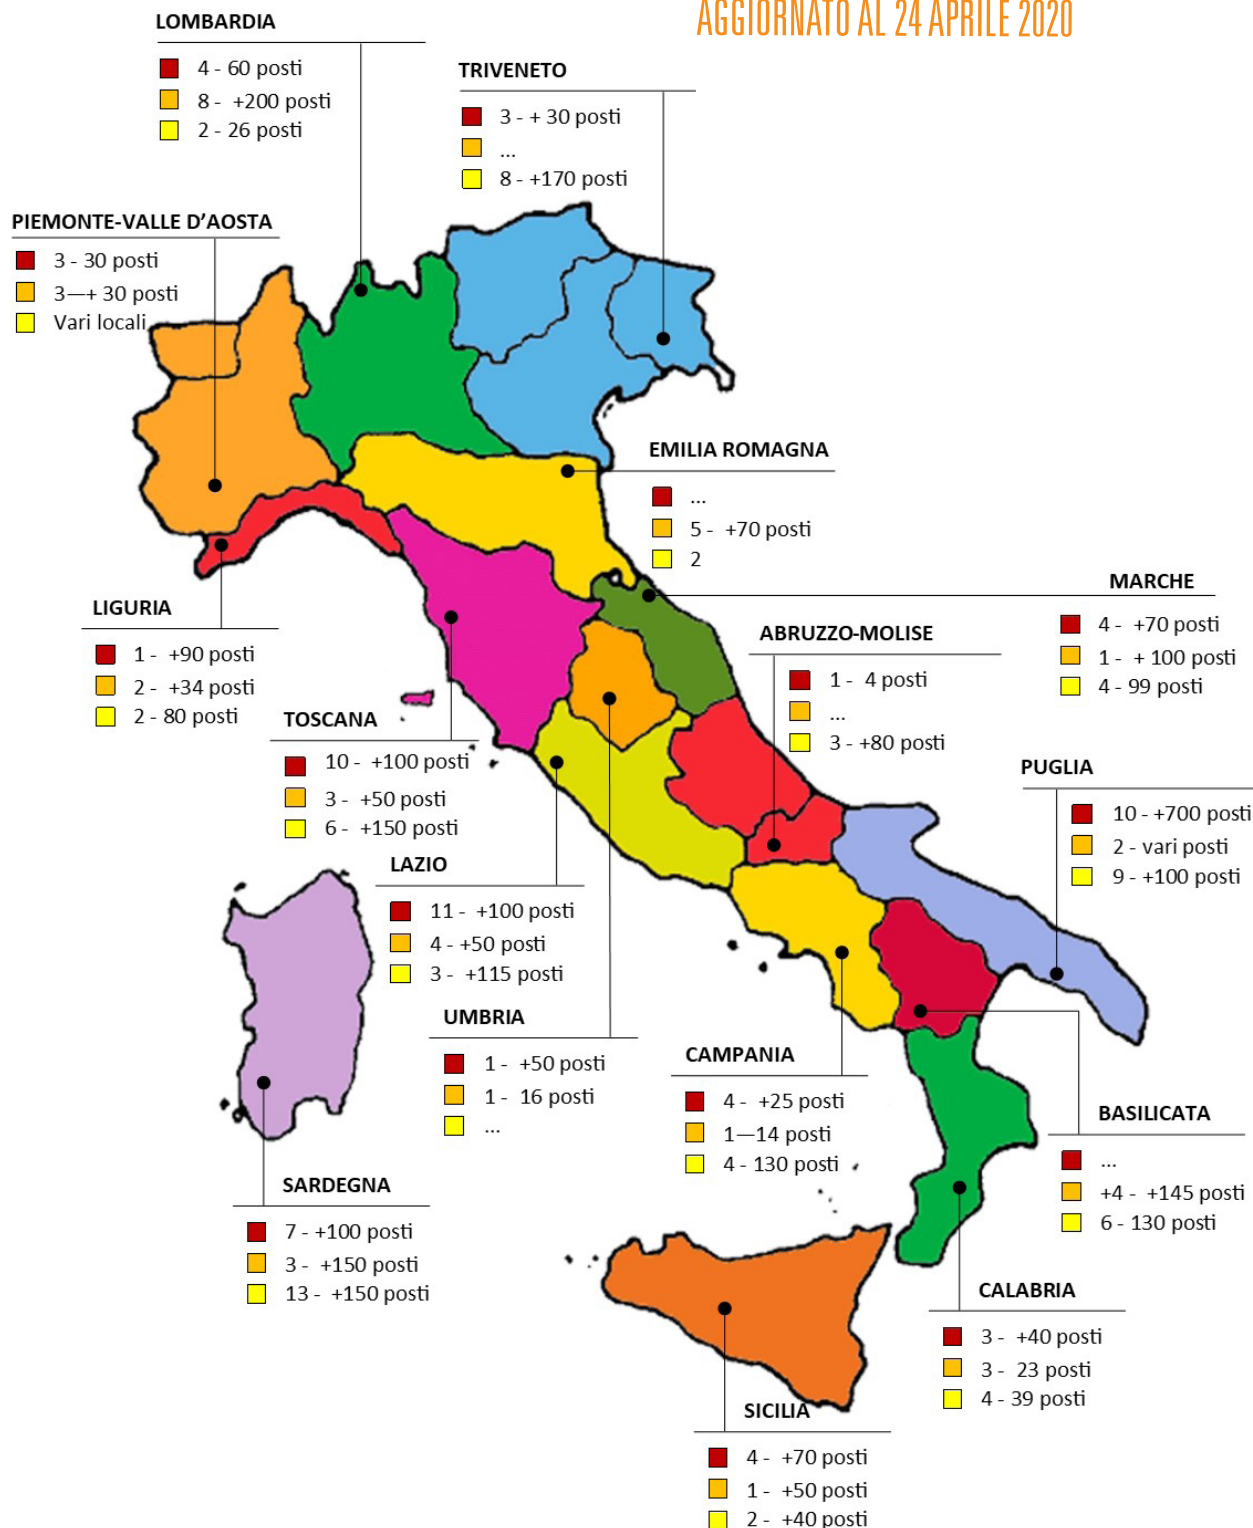 AGGIORNATO AL 24 APRILE 2020
LOMBARDIA
4 - 60 posti
8 - +200 posti
2 - 26 posti
TRIVENETO
3 - + 30 posti
...
8 - +170 posti
PIEMONTE-VALLE D’AOSTA
3 - 30 posti
3—+ 30 posti
Vari locali
EMILIA ROMAGNA
...
5 - +70 posti
2
MARCHE
4 - +70 posti
1 - + 100 posti
4 - 99 posti
LIGURIA
1 - +90 posti
2 - +34 posti
2 - 80 posti
ABRUZZO-MOLISE
1 - 4 posti
...
3 - +80 posti
TOSCANA
10 - +100 posti
3 - +50 posti
6 - +150 posti
PUGLIA
10 - +700 posti
2 - vari posti
9 - +100 posti
LAZIO
11 - +100 posti
4 - +50 posti
3 - +115 posti
UMBRIA
1 - +50 posti
1 - 16 posti
...
CAMPANIA
4 - +25 posti
1—14 posti
4 - 130 posti
BASILICATA
...
+4 - +145 posti
6 - 130 posti
SARDEGNA
7 - +100 posti
3 - +150 posti
13 - +150 posti
CALABRIA
3 - +40 posti
3 - 23 posti
4 - 39 posti
SICILIA
4 - +70 posti
1 - +50 posti
2 - +40 posti